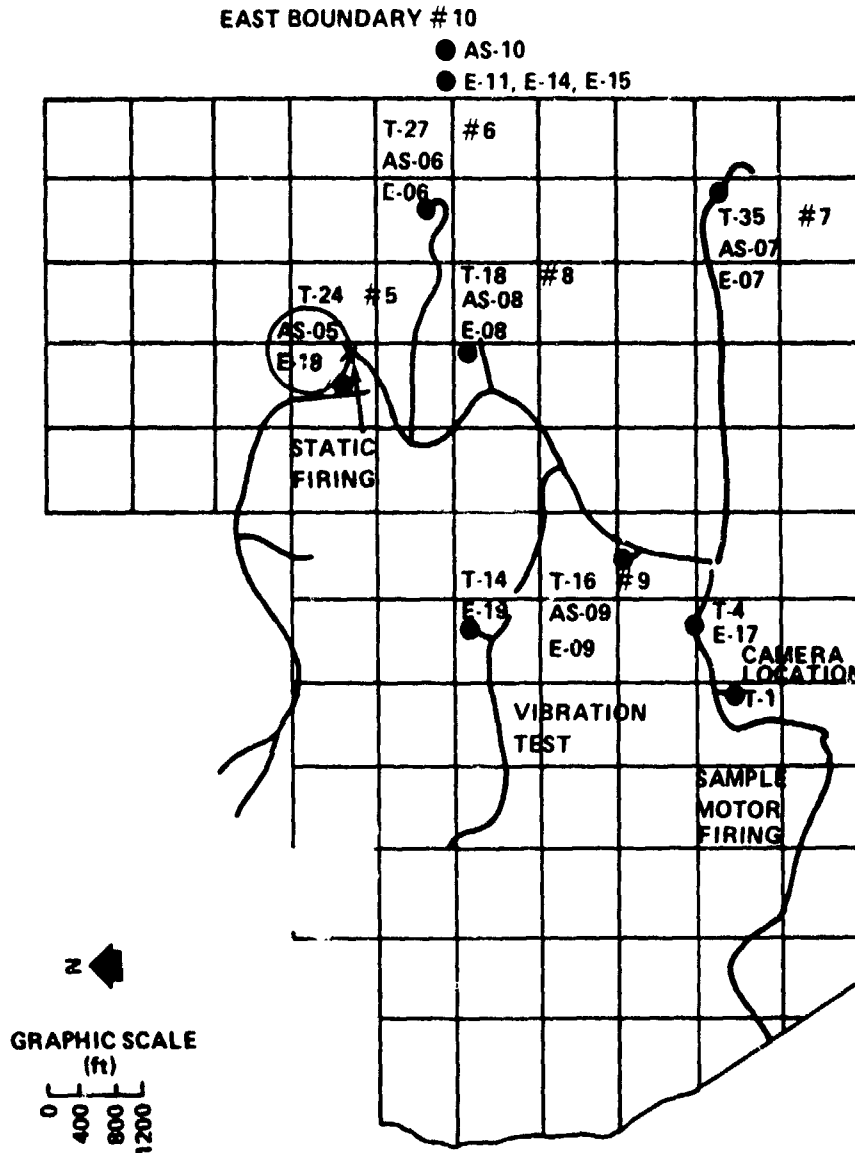 EAST BOUNDARY #10
AS-10
E-11, E-14, E-15
T-27 #6
AS-06
E-06
T-35 #7
AS-07
E-07
T-18 #8
AS-08
E-08
T-24 #5
AS-05
E-18
STATIC
FIRING
T-14
E-19
T-16 #9
AS-09
E-09
T-4
E-17
CAMERA
LOCATION
T-1
VIBRATION
TEST
SAMPLE
MOTOR
FIRING
N
GRAPHIC SCALE
(ft)
0
400
800
1200